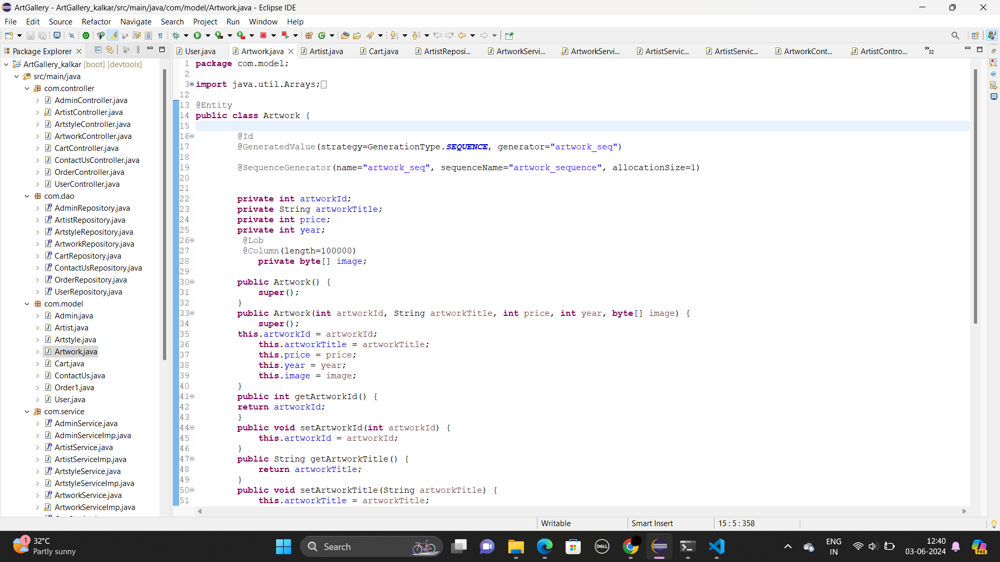 ArtGallery - ArtGallery_kalkar/src/main/java/com/model/Artwork.java - Eclipse IDE
File Edit Source Refactor Navigate Search Project Run Window Help
Package Explorer
ArtGallery_kalkar [boot] [devtools]
src/main/java
com.controller
AdminController.java
ArtistController.java
ArtstyleController.java
ArtworkController.java
CartController.java
ContactUsController.java
OrderController.java
UserController.java
com.dao
AdminRepository.java
ArtistRepository.java
ArtstyleRepository.java
ArtworkRepository.java
CartRepository.java
ContactUsRepository.java
OrderRepository.java
UserRepository.java
com.model
Admin.java
Artist.java
Artstyle.java
Artwork.java
Cart.java
ContactUs.java
Order1.java
User.java
com.service
AdminService.java
AdminServiceImp.java
ArtistService.java
ArtistServiceImp.java
ArtstyleService.java
ArtstyleServiceImp.java
ArtworkService.java
ArtworkServiceImp.java
User.java Artwork.java Artist.java Cart.java ArtistReposi... ArtworkServi... ArtworkServi... ArtistServic... ArtistServic... ArtworkCont... ArtistContro... »32
1 package com.model;
2
3 import java.util.Arrays;
12
13 @Entity
14 public class Artwork {
15
16 @Id
17 @GeneratedValue(strategy=GenerationType.SEQUENCE, generator="artwork_seq")
18
19 @SequenceGenerator(name="artwork_seq", sequenceName="artwork_sequence", allocationSize=1)
20
21
22 private int artworkId;
23 private String artworkTitle;
24 private int price;
25 private int year;
26 @Lob
27 @Column(length=100000)
28 private byte[] image;
29
30 public Artwork() {
31 super();
32 }
33 public Artwork(int artworkId, String artworkTitle, int price, int year, byte[] image) {
34 super();
35 this.artworkId = artworkId;
36 this.artworkTitle = artworkTitle;
37 this.price = price;
38 this.year = year;
39 this.image = image;
40 }
41 public int getArtworkId() {
42 return artworkId;
43 }
44 public void setArtworkId(int artworkId) {
45 this.artworkId = artworkId;
46 }
47 public String getArtworkTitle() {
48 return artworkTitle;
49 }
50 public void setArtworkTitle(String artworkTitle) {
51 this.artworkTitle = artworkTitle;
Writable Smart Insert 15 : 5 : 358
1
32°C
Partly sunny
Search
DELL
ENG
IN
12:40
03-06-2024
PRE